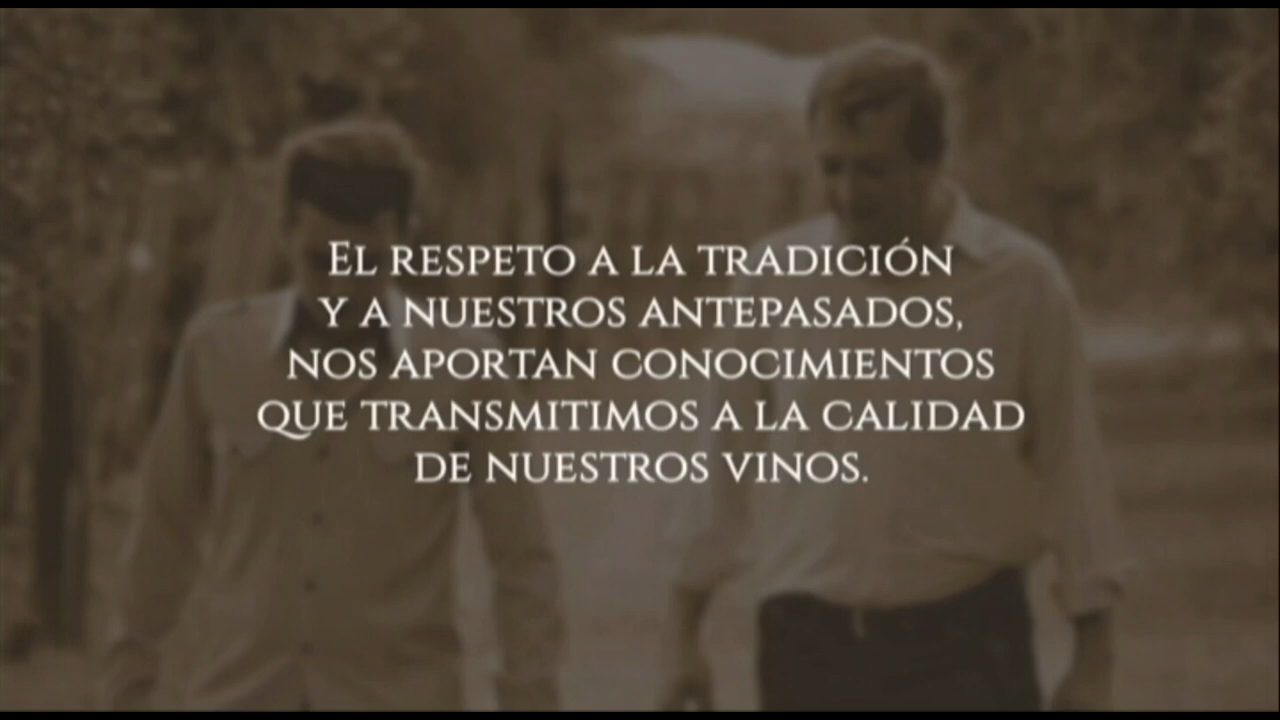 El respeto a la tradición
y a nuestros antepasados,
nos aportan conocimientos
que transmitimos a la calidad
de nuestros vinos.